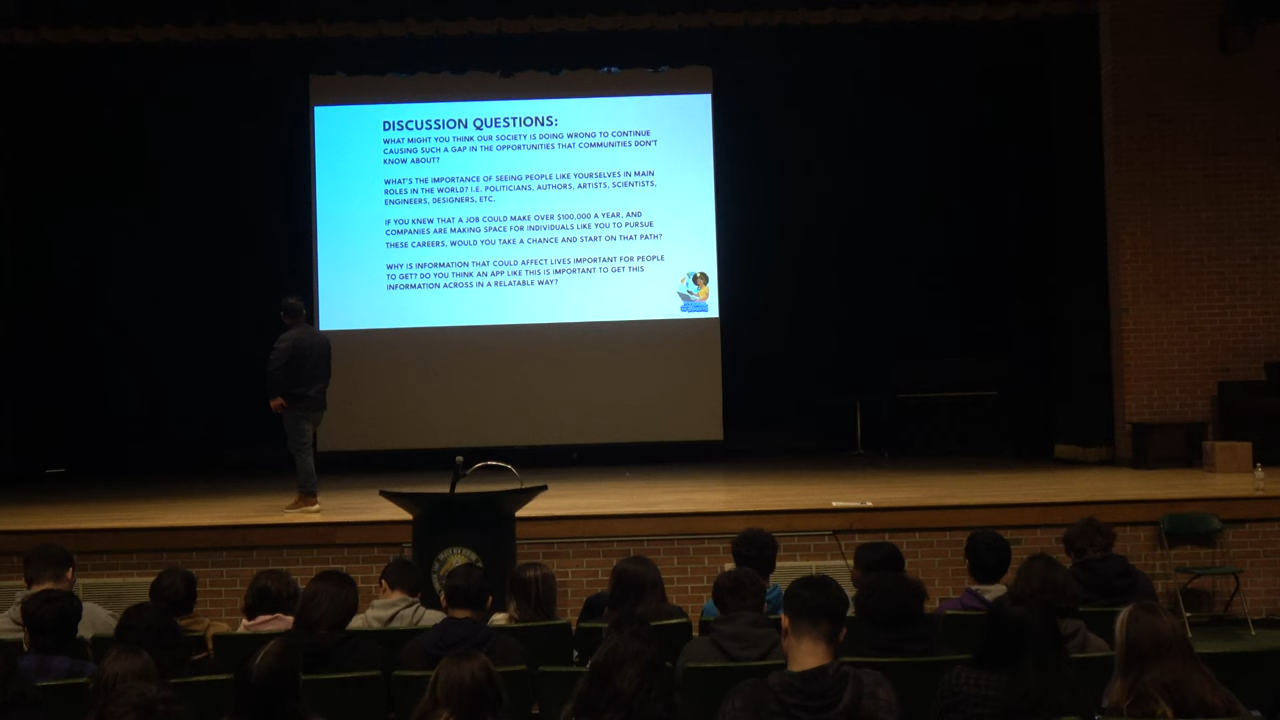 DISCUSSION QUESTIONS:
WHAT MIGHT YOU THINK OUR SOCIETY IS DOING WRONG TO CONTINUE
CAUSING SUCH A GAP IN THE OPPORTUNITIES THAT COMMUNITIES DON'T
KNOW ABOUT?
WHAT'S THE IMPORTANCE OF SEEING PEOPLE LIKE YOURSELVES IN MAIN
ROLES IN THE WORLD? I.E. POLITICIANS, AUTHORS, ARTISTS, SCIENTISTS,
ENGINEERS, DESIGNERS, ETC.
IF YOU KNEW THAT A JOB COULD MAKE OVER $100,000 A YEAR, AND
COMPANIES ARE MAKING SPACE FOR INDIVIDUALS LIKE YOU TO PURSUE
THESE CAREERS, WOULD YOU TAKE A CHANCE AND START ON THAT PATH?
WHY IS INFORMATION THAT COULD AFFECT LIVES IMPORTANT FOR PEOPLE
TO GET? DO YOU THINK AN APP LIKE THIS IS IMPORTANT TO GET THIS
INFORMATION ACROSS IN A RELATABLE WAY?